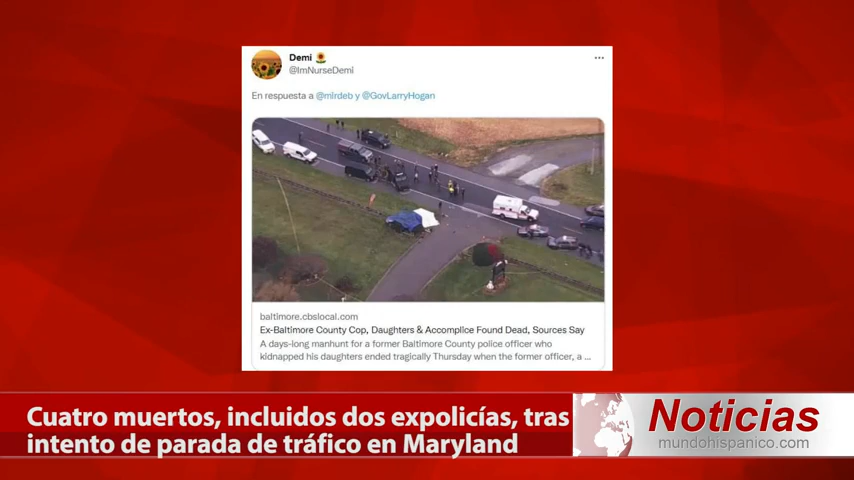 Demi
@ImNurseDemi
En respuesta a @mlrdeb y @GovLarryHogan
baltimore.cbslocal.com
Ex-Baltimore County Cop, Daughters & Accomplice Found Dead, Sources Say
A days-long manhunt for a former Baltimore County police officer who
kidnapped his daughters ended tragically Thursday when the former officer, a ...
Cuatro muertos, incluidos dos expolicías, tras
intento de parada de tráfico en Maryland
Noticias
mundohispanico.com